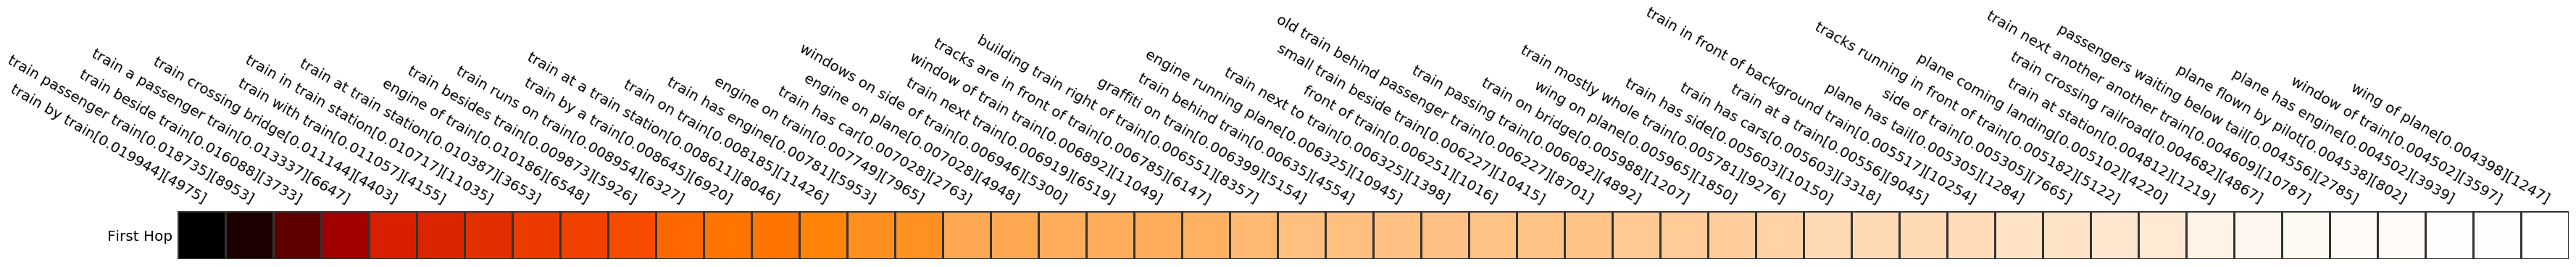 train by train[0.019944][4975]
train passenger train[0.018735][8953]
train beside train[0.016088][3733]
train a passenger train[0.013337][6647]
train crossing bridge[0.011144][4403]
train with train[0.011057][4155]
train in train station[0.010717][11035]
train at train station[0.010387][3653]
engine of train[0.010186][6548]
train besides train[0.009873][5926]
train runs on train[0.008954][6327]
train by a train[0.008645][6920]
train at a train station[0.008611][8046]
train on train[0.008185][11426]
train has engine[0.00781][5953]
engine on train[0.007749][7965]
train has car[0.007028][2763]
engine on plane[0.007028][4948]
windows on side of train[0.006946][5300]
train next train[0.006919][6519]
window of train train[0.006892][11049]
tracks are in front of train[0.006785][6147]
building train right of train[0.006551][8357]
graffiti on train[0.006399][5154]
train behind train[0.00635][4554]
engine running plane[0.006325][10945]
train next to train[0.006325][1398]
front of train[0.006251][1016]
small train beside train[0.006227][10415]
old train behind passenger train[0.006227][8701]
train passing train[0.006082][4892]
train on bridge[0.005988][1207]
wing on plane[0.005965][1850]
train mostly whole train[0.005781][9276]
train has side[0.005603][10150]
train has cars[0.005603][3318]
train at a train[0.005556][9045]
train in front of background train[0.005517][10254]
plane has tail[0.005305][1284]
side of train[0.005305][7665]
tracks running in front of train[0.005182][5122]
plane coming landing[0.005102][4220]
train at station[0.004812][1219]
train crossing railroad[0.004682][4867]
train next another another train[0.004609][10787]
passengers waiting below tail[0.004556][2785]
plane flown by pilot[0.004538][802]
plane has engine[0.004502][3939]
window of train[0.004502][3597]
wing of plane[0.004398][1247]
First Hop